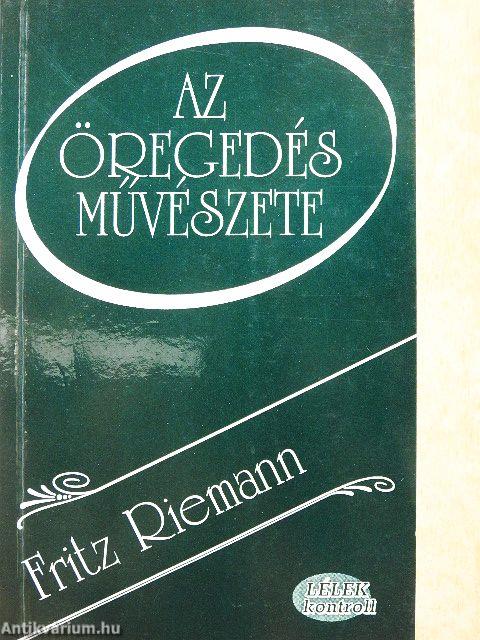 AZ
ÖREGEDÉS
MŰVÉSZETE
Fritz Riemann
LÉLEK
kontroll
Antikvarium.hu